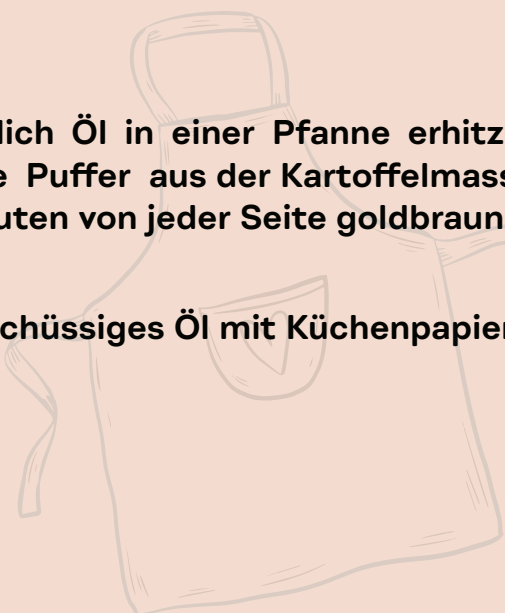 lich Öl in einer Pfanne erhitz
e Puffer aus der Kartoffelmass
uten von jeder Seite goldbraun
chüssiges Öl mit Küchenpapier